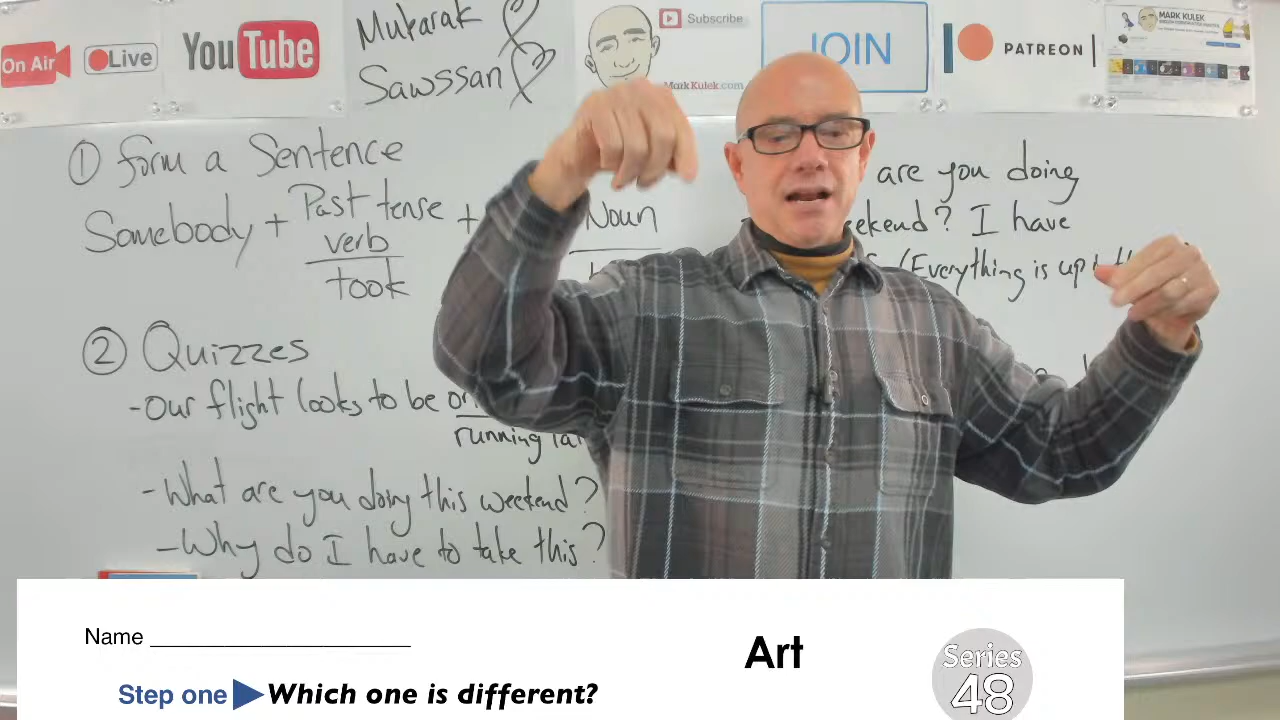 On Air
Live
YouTube
Mubarak
Sawssan
Subscribe
MarkKulek.com
JOIN
PATREON
MARK KULEK
① Form a Sentence
Somebody + Past tense verb + Noun
took
② Quizzes
- Our flight looks to be
running
- What are you doing this weekend?
- Why do I have to take this?
are you doing
weekend? I have
(Everything is up
Name
Art
Series
48
Step one Which one is different?